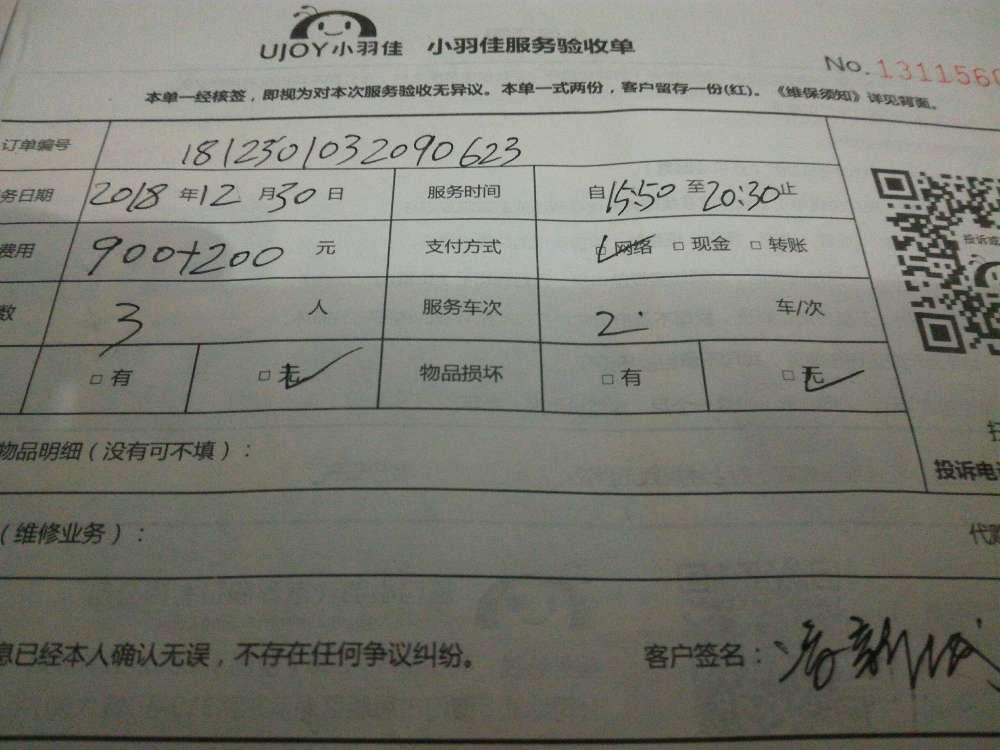 UJOY小羽佳 小羽佳服务验收单
No.1311560
本单一经核签，即视为对本次服务验收无异议。本单一式两份，客户留存一份(红)。《维保须知》详见背面。
订单编号 1812301032090623
务日期 2018 年 12 月 30 日 服务时间 自 15:50 至 20:30 止
费用 900+200 元 支付方式 □网络 □现金 □转账
数 3 人 服务车次 2 车/次
□有 □无 物品损坏 □有 □无
投诉或
物品明细（没有可不填）：
投诉电
（维修业务）：
息已经本人确认无误，不存在任何争议纠纷。 客户签名：